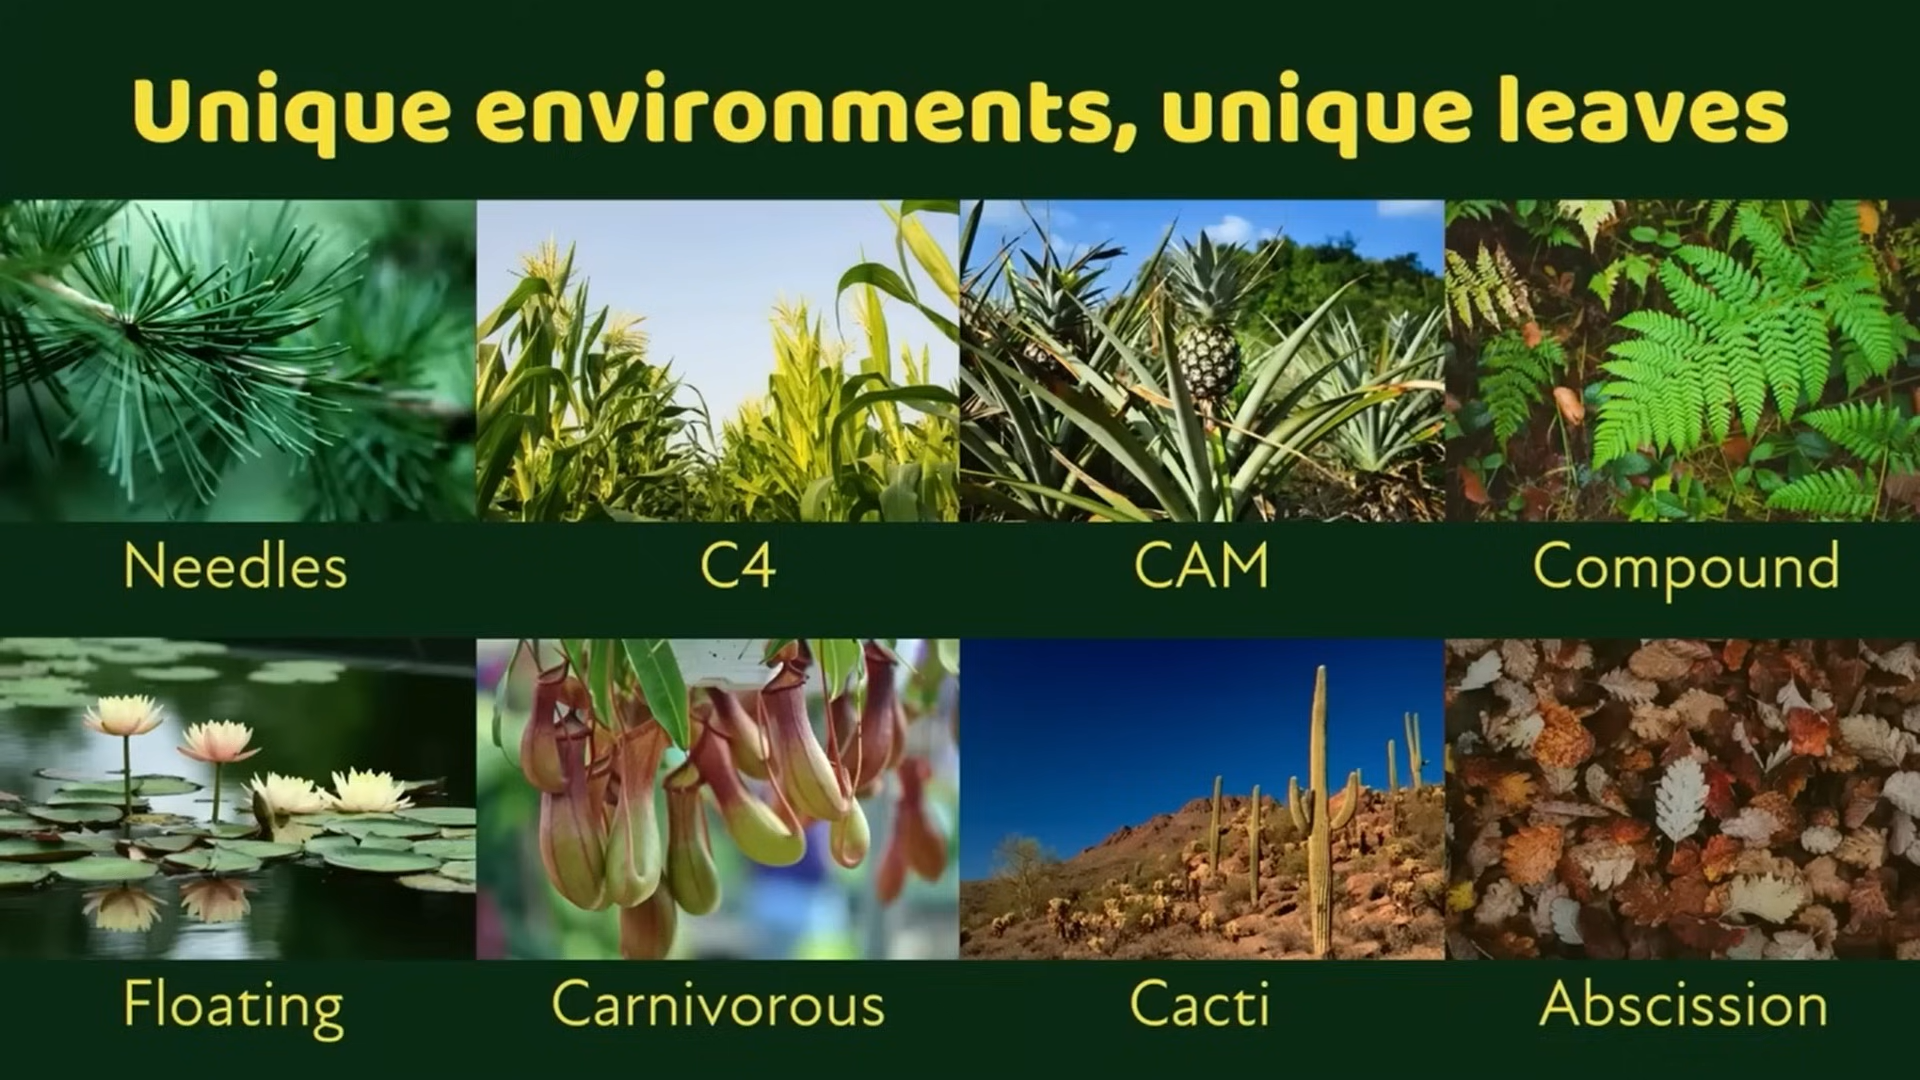 Unique environments, unique leaves
Needles
C4
CAM
Compound
Floating
Carnivorous
Cacti
Abscission